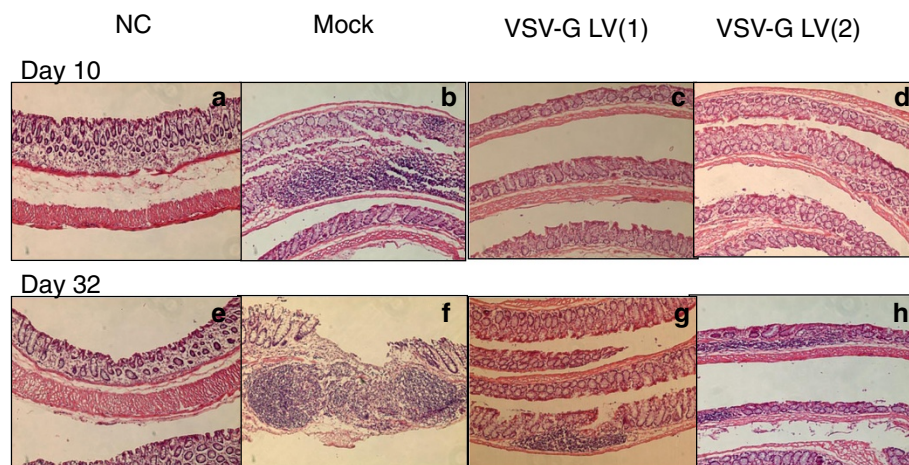 NC Mock VSV-G LV(1) VSV-G LV(2)
Day 10
a b c d
Day 32
e f g h